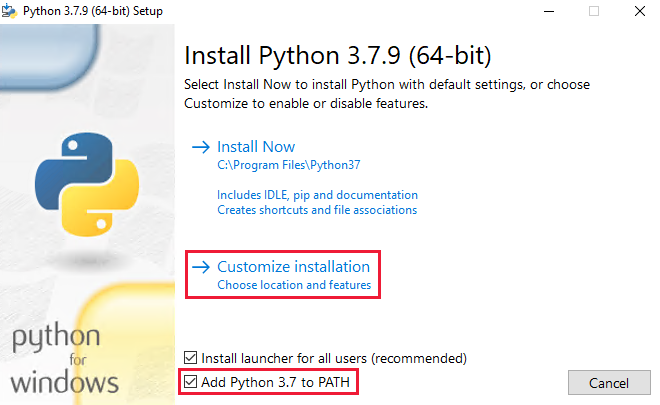 Python 3.7.9 (64-bit) Setup
Install Python 3.7.9 (64-bit)
Select Install Now to install Python with default settings, or choose
Customize to enable or disable features.
Install Now
C:\Program Files\Python37
Includes IDLE, pip and documentation
Creates shortcuts and file associations
Customize installation
Choose location and features
python
for
windows
Install launcher for all users (recommended)
Add Python 3.7 to PATH
Cancel